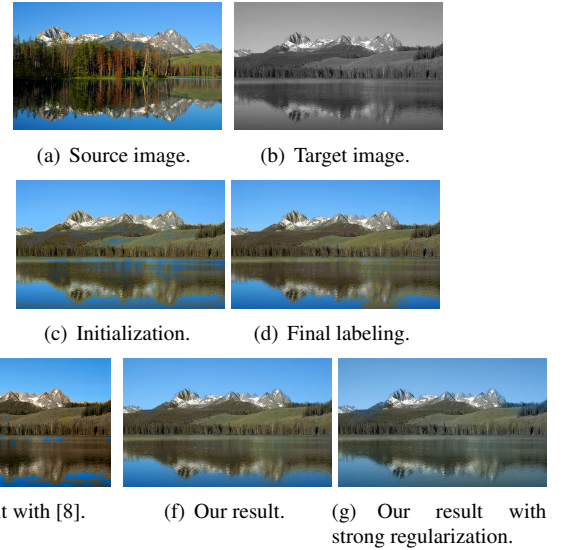 (a) Source image.
(b) Target image.
(c) Initialization.
(d) Final labeling.
t with [8].
(f) Our result.
(g) Our result with
strong regularization.